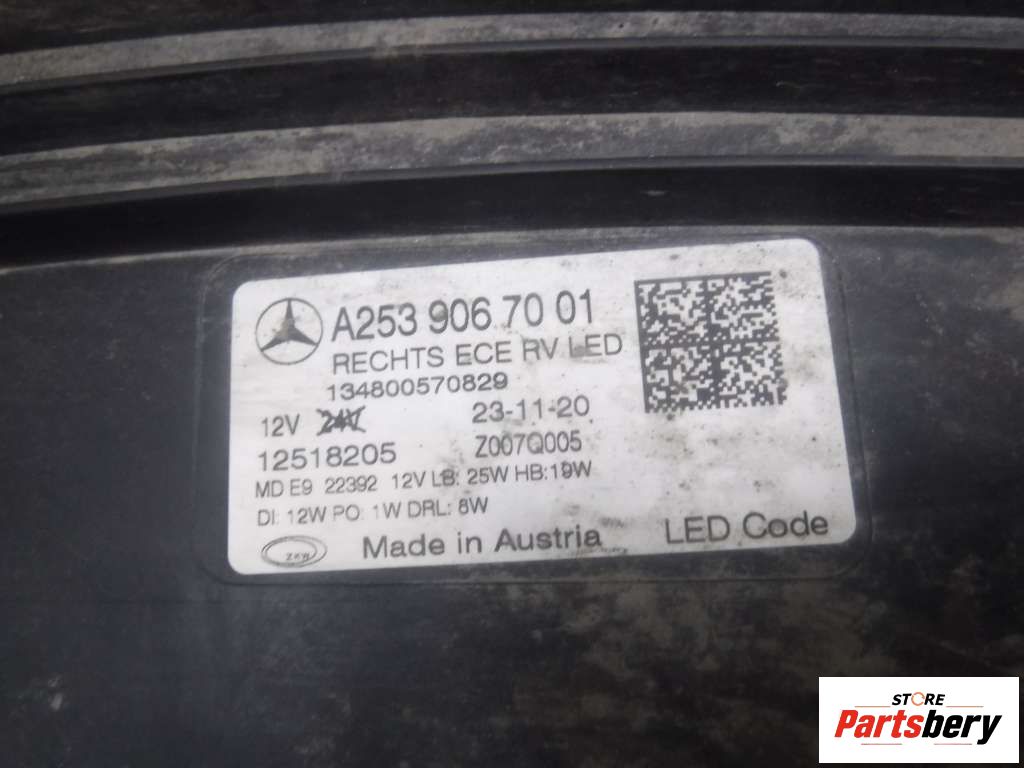 A253 906 70 01
RECHTS ECE RV LED
134800570829
12V 24V 23-11-20
12518205 Z007Q005
MD E9 22392 12V LB: 25W HB:19W
DI: 12W PO: 1W DRL: 8W
ZKW Made in Austria LED Code
STORE
Partsbery